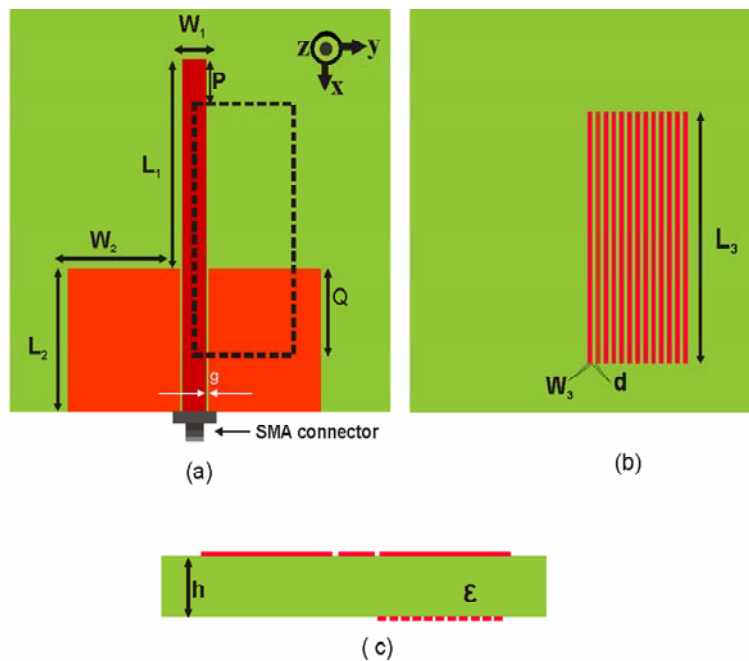 W1
z y
x
P
L1
W2
Q
L2
g
SMA connector
(a)
L3
W3 d
(b)
h
ε
( c)